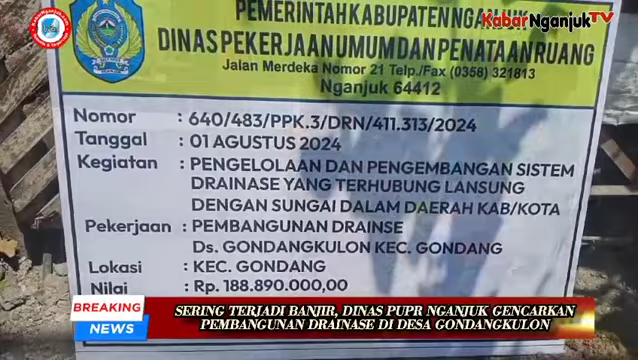 PEMERINTAH KABUPATEN NGANJUK
KabarNganjukTV
DINAS PEKERJAAN UMUM DAN PENATAAN RUANG
Jalan Merdeka Nomor 21 Telp./Fax (0358) 321813
Nganjuk 64412
Nomor : 640/483/PPK.3/DRN/411.313/2024
Tanggal : 01 AGUSTUS 2024
Kegiatan : PENGELOLAAN DAN PENGEMBANGAN SISTEM
DRAINASE YANG TERHUBUNG LANSUNG
DENGAN SUNGAI DALAM DAERAH KAB/KOTA
Pekerjaan : PEMBANGUNAN DRAINSE
Ds. GONDANGKULON KEC. GONDANG
Lokasi : KEC. GONDANG
Nilai : Rp. 188.890.000,00
BREAKING
NEWS
SERING TERJADI BANJIR, DINAS PUPR NGANJUK GENCARKAN
PEMBANGUNAN DRAINASE DI DESA GONDANGKULON